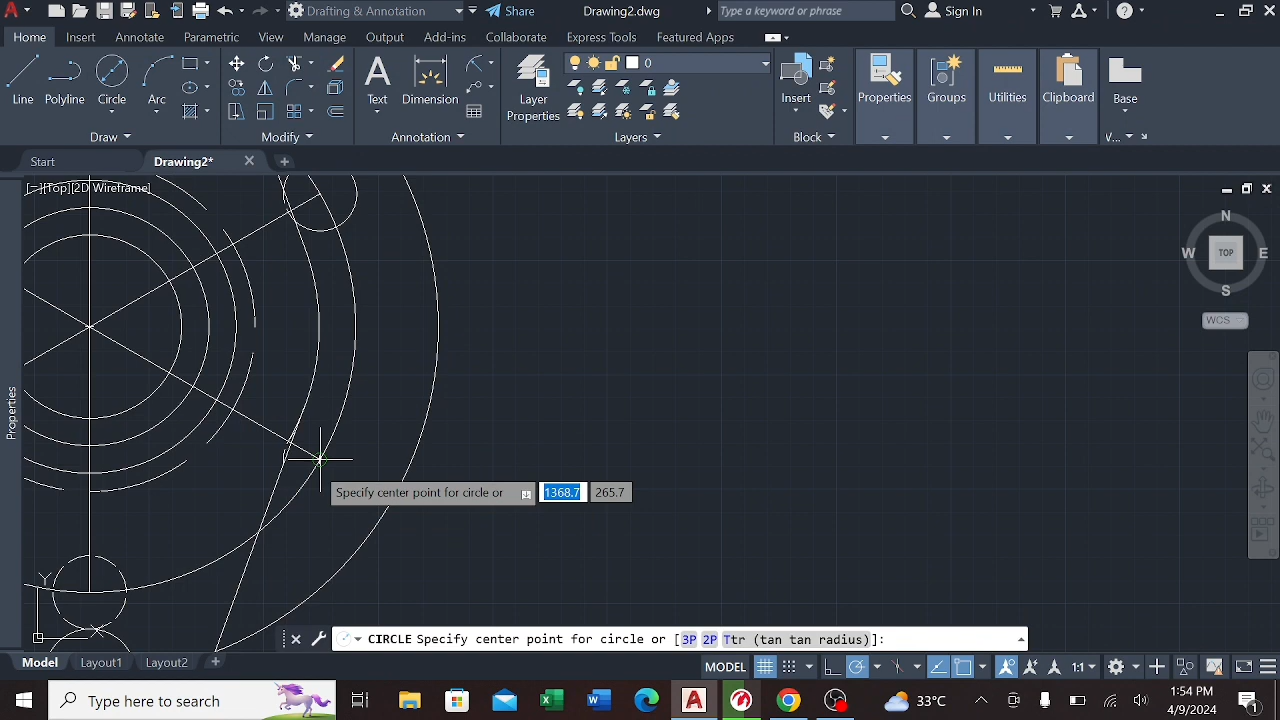 Drafting & Annotation
Share
Drawing2.dwg
Type a keyword or phrase
Sign In
Home Insert Annotate Parametric View Manage Output Add-ins Collaborate Express Tools Featured Apps
0
Line Polyline Circle Arc
Text Dimension
Layer Properties
Insert
Properties
Groups
Utilities
Clipboard
Base
Draw
Modify
Annotation
Layers
Block
V...
Start
Drawing2*
[−][Top][2D Wireframe]
N
W TOP E
S
WCS
Properties
Specify center point for circle or 1368.7 265.7
Y
X
CIRCLE Specify center point for circle or [3P 2P Ttr (tan tan radius)]:
Model Layout1 Layout2
MODEL
1:1
Type here to search
33°C
1:54 PM
4/9/2024
1